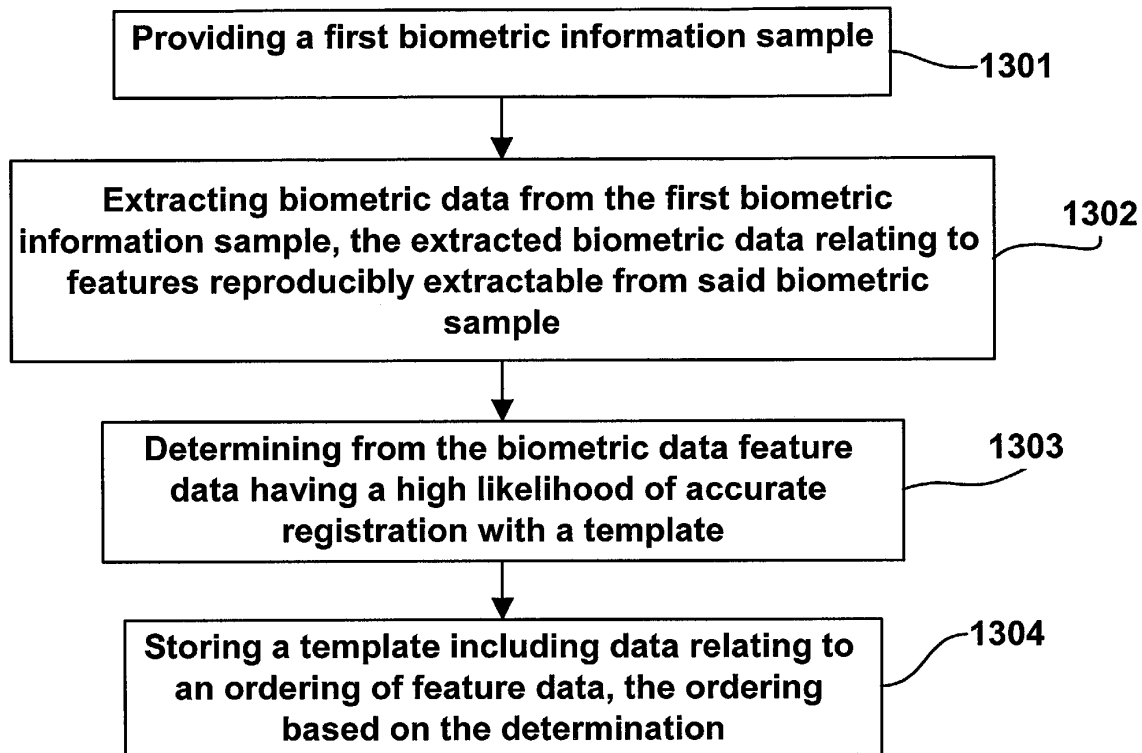 Providing a first biometric information sample
1301
Extracting biometric data from the first biometric
information sample, the extracted biometric data relating to
features reproducibly extractable from said biometric
sample
1302
Determining from the biometric data feature
data having a high likelihood of accurate
registration with a template
1303
Storing a template including data relating to
an ordering of feature data, the ordering
based on the determination
1304